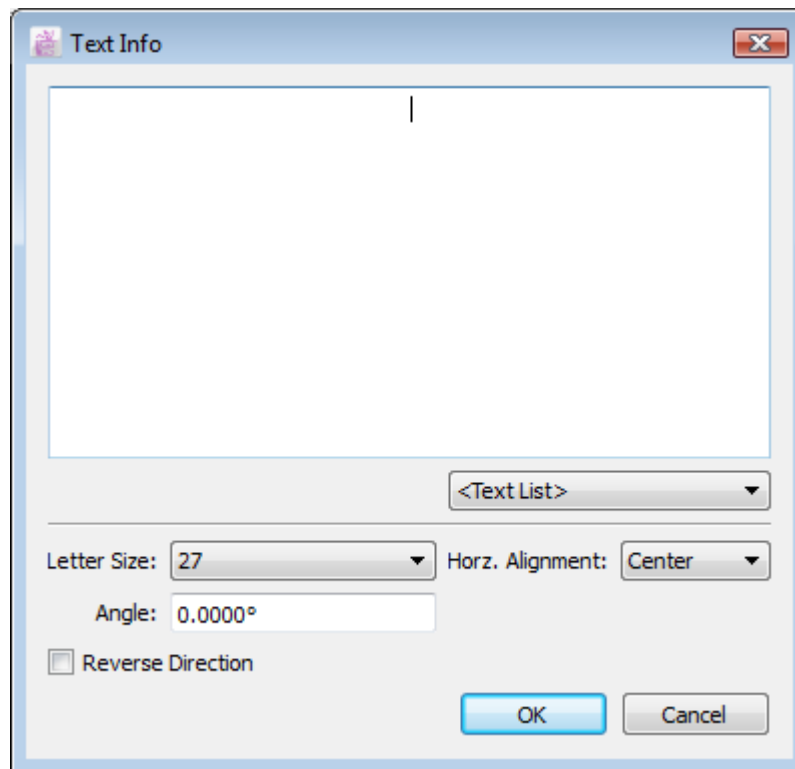 Text Info
<Text List>
Letter Size: 27 Horz. Alignment: Center
Angle: 0.0000°
Reverse Direction
OK Cancel